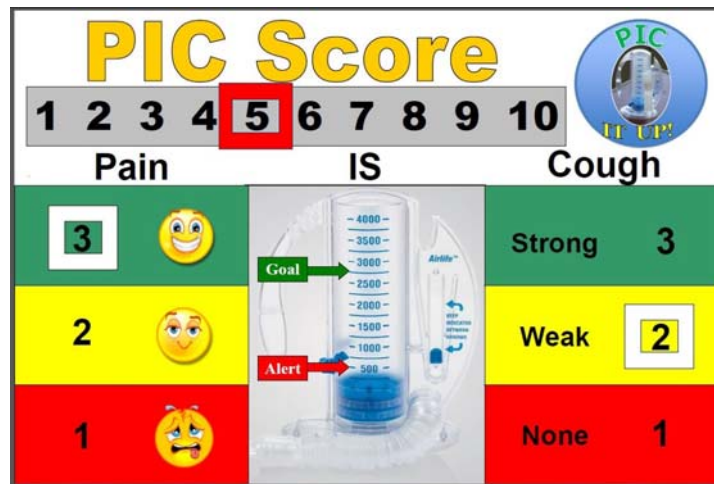 PIC Score
PIC
IT UP!
1 2 3 4 5 6 7 8 9 10
Pain IS Cough
3
2
1
4000
3500
3000
2500
2000
1500
1000
500
Goal
Alert
Airlife™
Strong 3
Weak 2
None 1